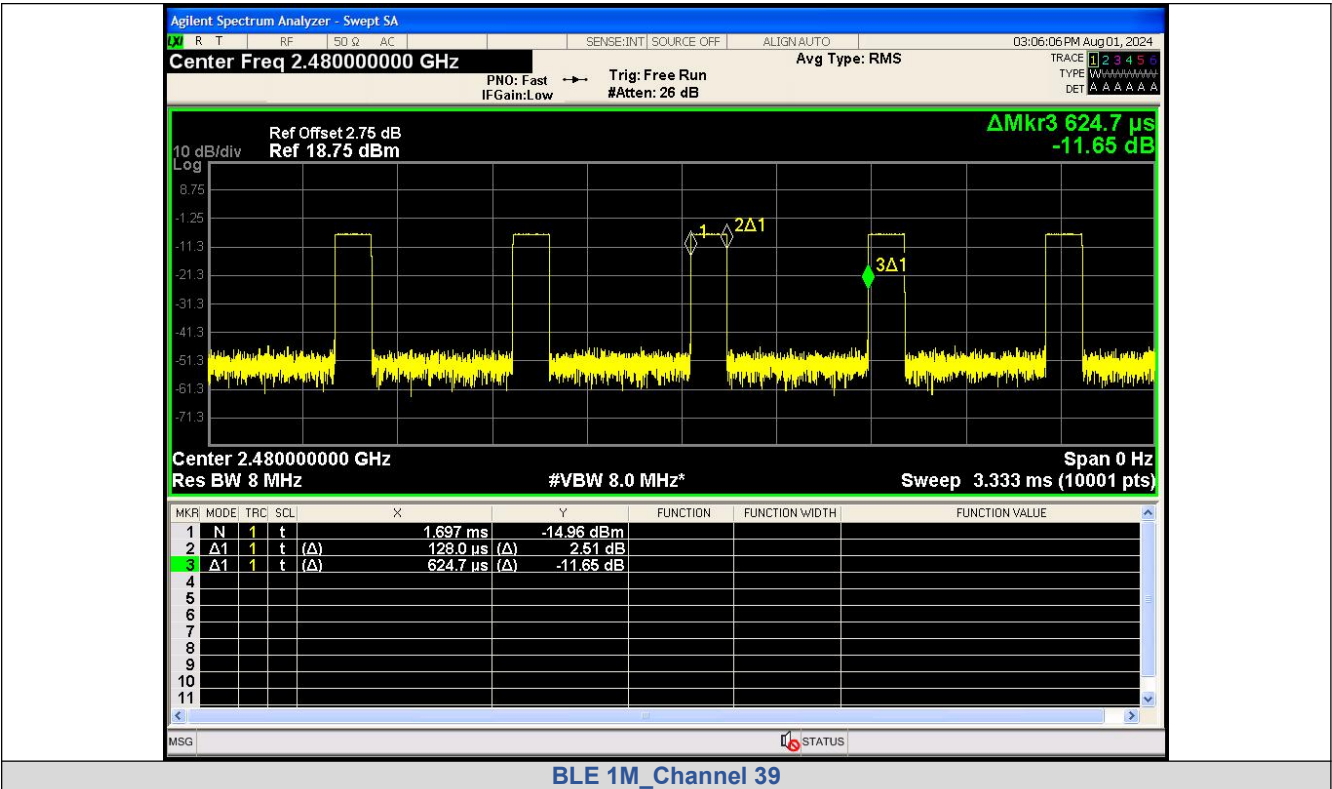 Agilent Spectrum Analyzer - Swept SA
LXI R T RF 50 Ω AC SENSE:INT SOURCE OFF ALIGN AUTO 03:06:06 PM Aug 01, 2024
Center Freq 2.480000000 GHz Avg Type: RMS TRACE 1 2 3 4 5 6
PNO: Fast Trig: Free Run TYPE W
IFGain:Low #Atten: 26 dB DET A A A A A A
ΔMkr3 624.7 µs
Ref Offset 2.75 dB
10 dB/div Ref 18.75 dBm -11.65 dB
Log
8.75
-1.25
1 2Δ1
-11.3
3Δ1
-21.3
-31.3
-41.3
-51.3
-61.3
-71.3
Center 2.480000000 GHz Span 0 Hz
Res BW 8 MHz #VBW 8.0 MHz* Sweep 3.333 ms (10001 pts)
MKR MODE TRC SCL X Y FUNCTION FUNCTION WIDTH FUNCTION VALUE
1 N 1 t 1.697 ms -14.96 dBm
2 Δ1 1 t (Δ) 128.0 µs (Δ) 2.51 dB
3 Δ1 1 t (Δ) 624.7 µs (Δ) -11.65 dB
4
5
6
7
8
9
10
11
MSG STATUS
BLE 1M_Channel 39